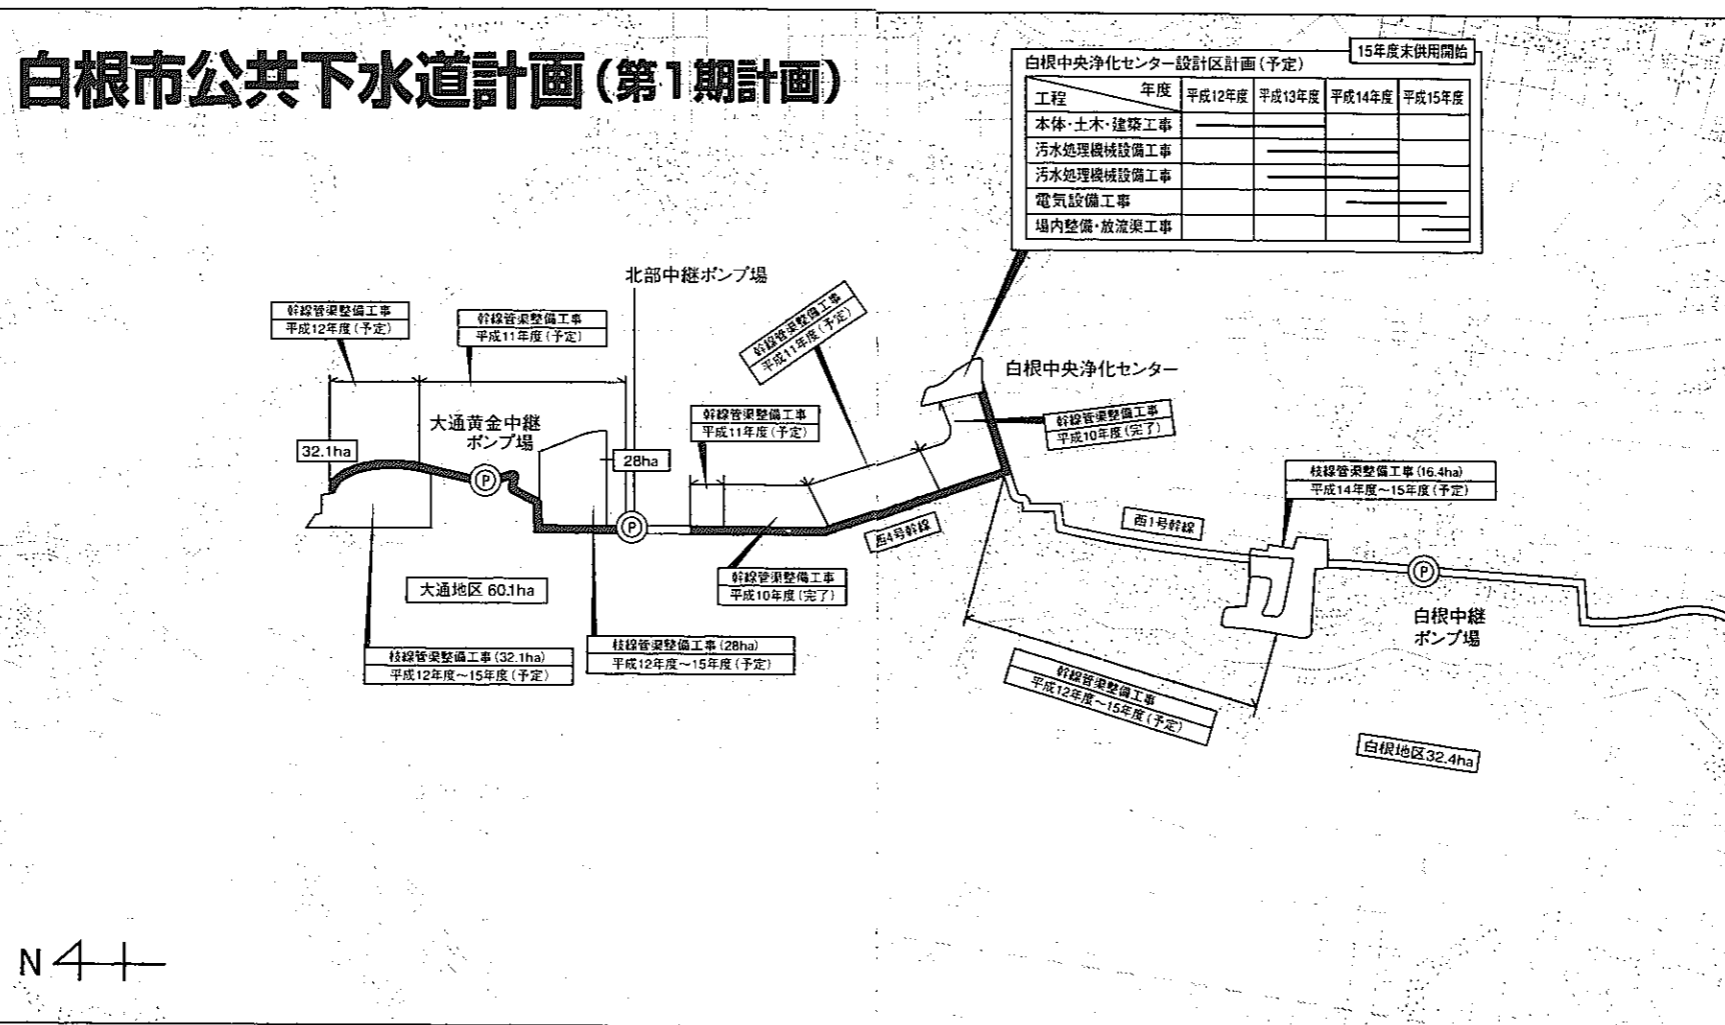 白根市公共下水道計画(第1期計画)
15年度末供用開始
白根中央浄化センター設計区計画(予定)
年度
工程
平成12年度
平成13年度
平成14年度
平成15年度
本体・土木・建築工事
汚水処理機械設備工事
汚水処理機械設備工事
電気設備工事
場内整備・放流渠工事
北部中継ポンプ場
幹線管渠整備工事
平成12年度(予定)
幹線管渠整備工事
平成11年度(予定)
幹線管渠整備工事
平成11年度(予定)
白根中央浄化センター
大通黄金中継
ポンプ場
幹線管渠整備工事
平成11年度(予定)
幹線管渠整備工事
平成10年度(完了)
32.1ha
28ha
P
P
枝線管渠整備工事(16.4ha)
平成14年度～15年度(予定)
西1号幹線
西4号幹線
P
大通地区 60.1ha
幹線管渠整備工事
平成10年度(完了)
白根中継
ポンプ場
枝線管渠整備工事(32.1ha)
平成12年度～15年度(予定)
枝線管渠整備工事(28ha)
平成12年度～15年度(予定)
幹線管渠整備工事
平成12年度～15年度(予定)
白根地区32.4ha
N